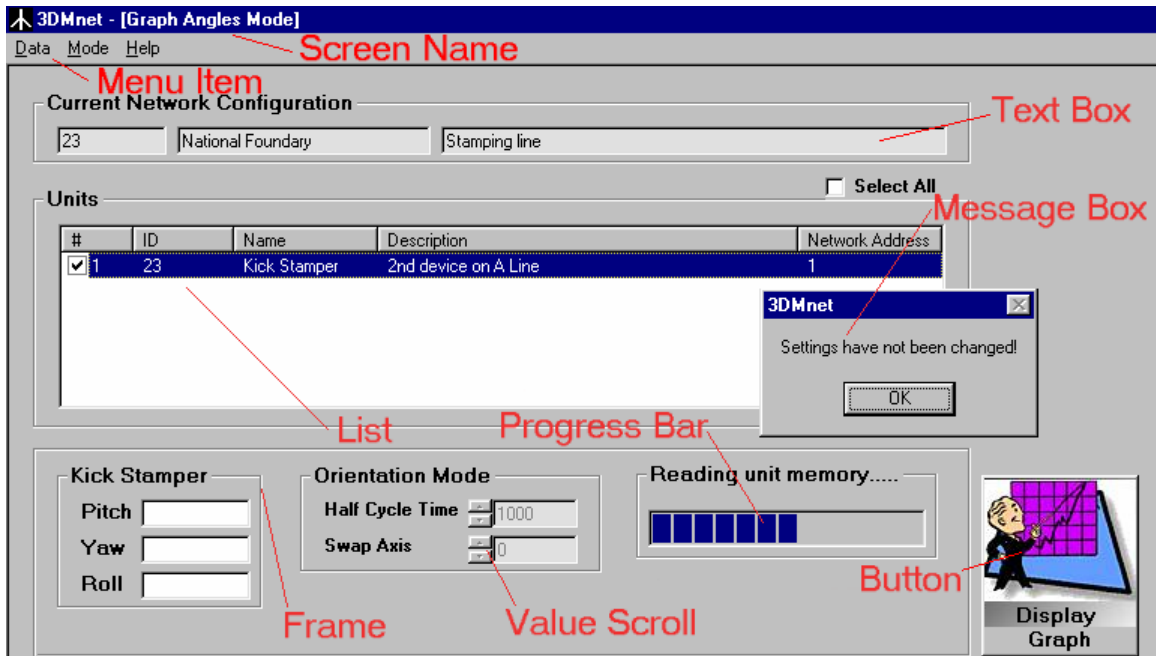 3DMnet - [Graph Angles Mode]
Data Mode Help
Screen Name
Menu Item
Current Network Configuration
Text Box
23 National Foundary Stamping line
Select All
Units
Message Box
# ID Name Description Network Address
1 23 Kick Stamper 2nd device on A Line 1
3DMnet
Settings have not been changed!
OK
List
Progress Bar
Kick Stamper
Orientation Mode
Reading unit memory.....
Pitch
Half Cycle Time 1000
Yaw
Swap Axis 0
Roll
Button
Frame
Value Scroll
Display
Graph